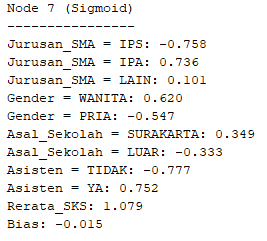 Node 7 (Sigmoid)
----------------
Jurusan_SMA = IPS: -0.758
Jurusan_SMA = IPA: 0.736
Jurusan_SMA = LAIN: 0.101
Gender = WANITA: 0.620
Gender = PRIA: -0.547
Asal_Sekolah = SURAKARTA: 0.349
Asal_Sekolah = LUAR: -0.333
Asisten = TIDAK: -0.777
Asisten = YA: 0.752
Rerata_SKS: 1.079
Bias: -0.015